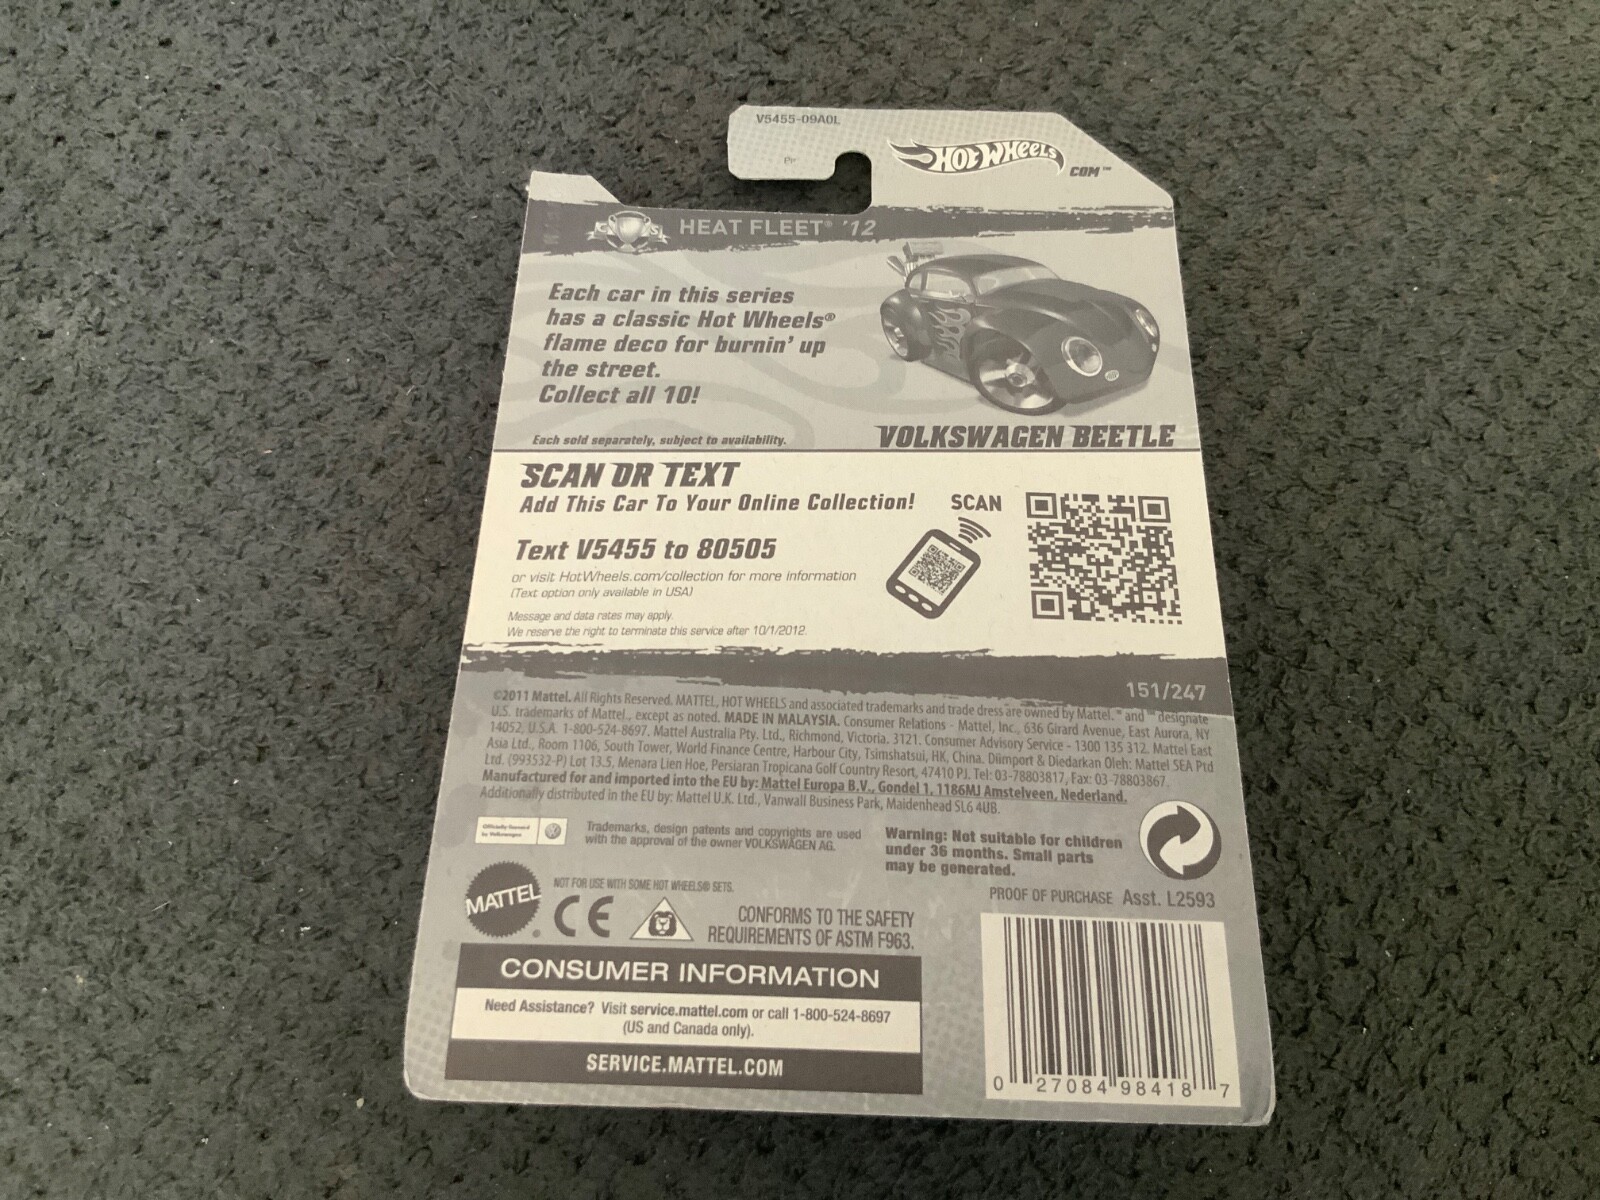 V5455-09A0L
HOT WHEELS
.COM™
HEAT FLEET® '12
Each car in this series
has a classic Hot Wheels®
flame deco for burnin' up
the street.
Collect all 10!
Each sold separately, subject to availability.
VOLKSWAGEN BEETLE
SCAN OR TEXT
Add This Car To Your Online Collection!
SCAN
Text V5455 to 80505
or visit HotWheels.com/collection for more information
(Text option only available in USA)
Message and data rates may apply.
We reserve the right to terminate this service after 10/1/2012.
151/247
©2011 Mattel. All Rights Reserved. MATTEL, HOT WHEELS and associated trademarks and trade dress are owned by Mattel. ® and ™ designate
U.S. trademarks of Mattel, except as noted. MADE IN MALAYSIA. Consumer Relations - Mattel, Inc., 636 Girard Avenue, East Aurora, NY
14052, U.S.A. 1-800-524-8697. Mattel Australia Pty. Ltd., Richmond, Victoria. 3121. Consumer Advisory Service - 1300 135 312. Mattel East
Asia Ltd., Room 1106, South Tower, World Finance Centre, Harbour City, Tsimshatsui, HK, China. Diimport & Diedarkan Oleh: Mattel SEA Ptd
Ltd. (993532-P) Lot 13.5, Menara Lien Hoe, Persiaran Tropicana Golf Country Resort, 47410 PJ. Tel: 03-78803817, Fax: 03-78803867.
Manufactured for and imported into the EU by: Mattel Europa B.V., Gondel 1, 1186MJ Amstelveen, Nederland.
Additionally distributed in the EU by: Mattel U.K. Ltd., Vanwall Business Park, Maidenhead SL6 4UB.
Officially licensed
by Volkswagen
Trademarks, design patents and copyrights are used
with the approval of the owner VOLKSWAGEN AG.
Warning: Not suitable for children
under 36 months. Small parts
may be generated.
MATTEL
NOT FOR USE WITH SOME HOT WHEELS® SETS.
CE
CONFORMS TO THE SAFETY
REQUIREMENTS OF ASTM F963.
PROOF OF PURCHASE Asst. L2593
CONSUMER INFORMATION
Need Assistance? Visit service.mattel.com or call 1-800-524-8697
(US and Canada only).
SERVICE.MATTEL.COM
0 27084 98418 7